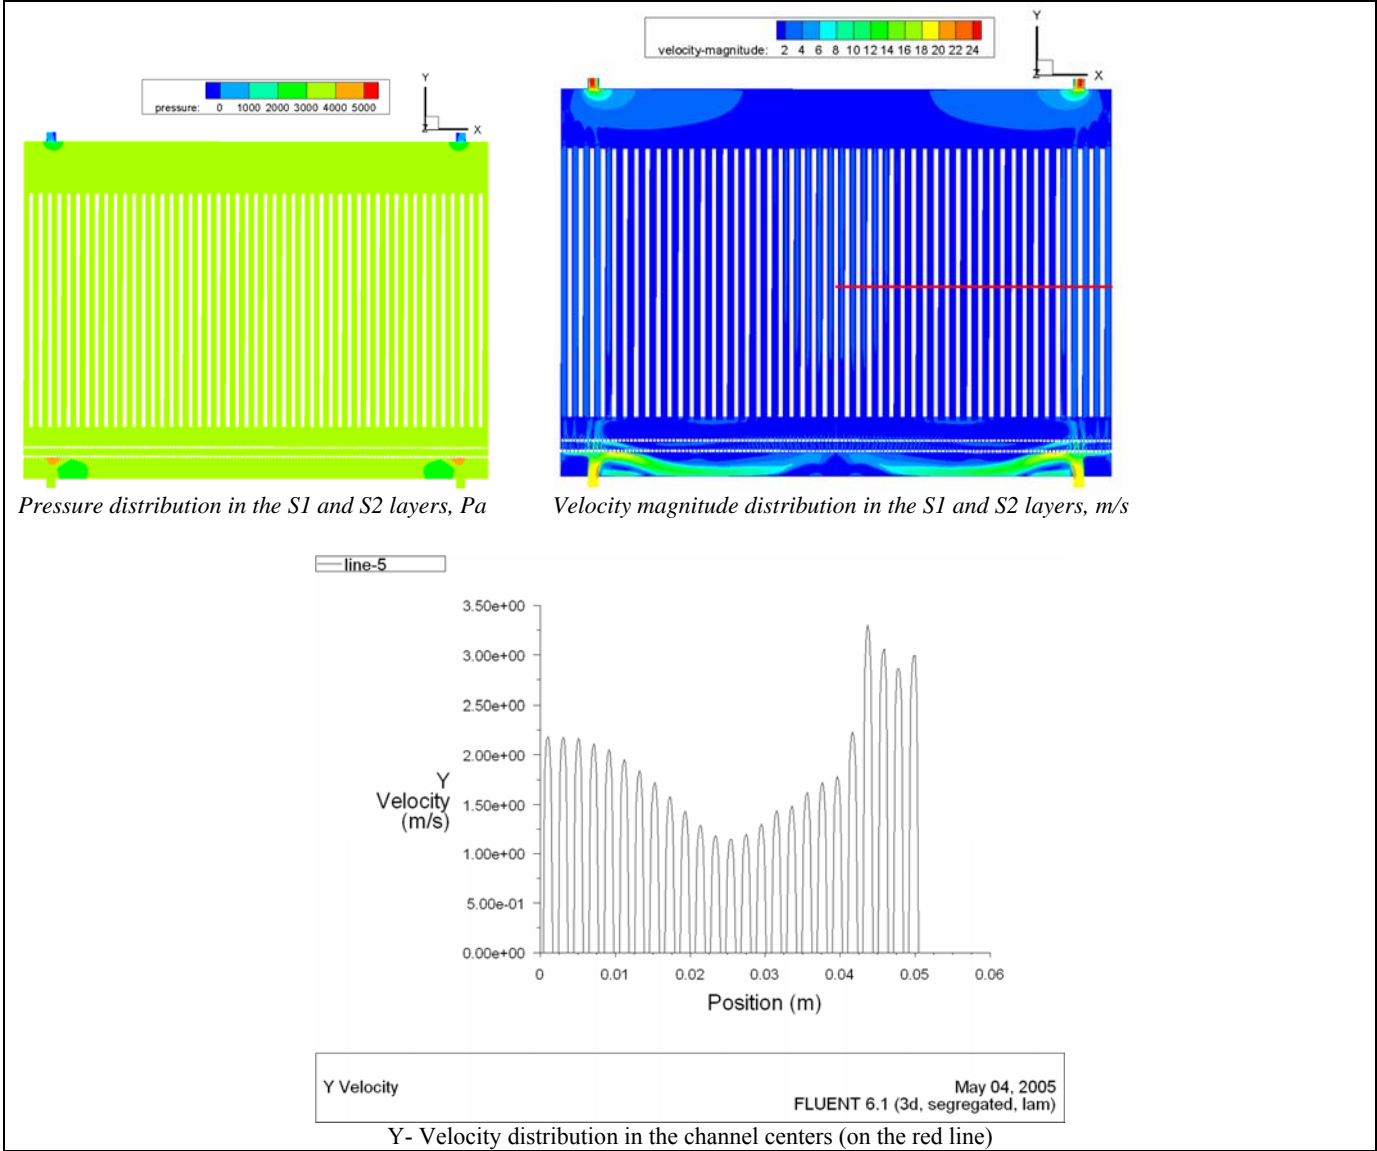 velocity-magnitude: 2 4 6 8 10 12 14 16 18 20 22 24
Y
Z X
pressure: 0 1000 2000 3000 4000 5000
Y
Z X
Pressure distribution in the S1 and S2 layers, Pa
Velocity magnitude distribution in the S1 and S2 layers, m/s
line-5
3.50e+00
3.00e+00
2.50e+00
2.00e+00
1.50e+00
1.00e+00
5.00e-01
0.00e+00
Y
Velocity
(m/s)
0 0.01 0.02 0.03 0.04 0.05 0.06
Position (m)
Y Velocity
May 04, 2005
FLUENT 6.1 (3d, segregated, lam)
Y- Velocity distribution in the channel centers (on the red line)